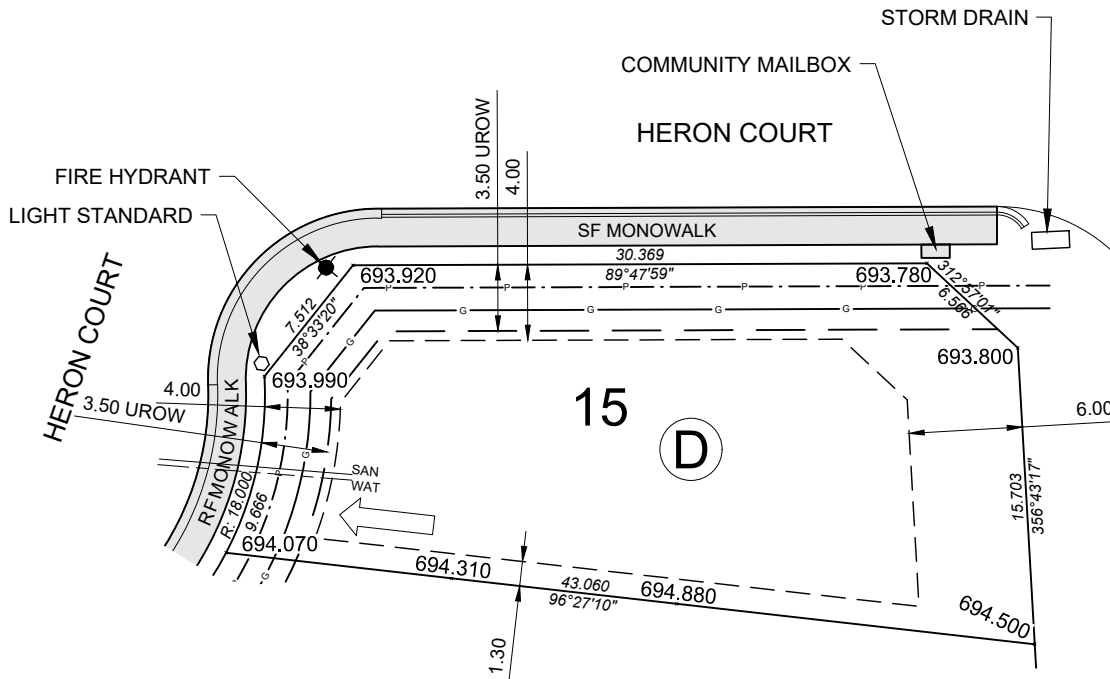 STORM DRAIN
COMMUNITY MAILBOX
HERON COURT
3.50 UROW
4.00
FIRE HYDRANT
LIGHT STANDARD
SF MONOWALK
30.369
89°47'59"
693.920
693.780
312°57'01"
6.566
P
P
P
P
P
G
G
G
G
7.512
38°33'20"
HERON COURT
693.990
693.800
4.00
3.50 UROW
15
D
6.00
RFMONOWALK
SAN
WAT
P
G
G
P
G
R: 18.000
9.666
15.703
356°43'17"
694.070
694.310
43.060
96°27'10"
694.880
694.500
1.30